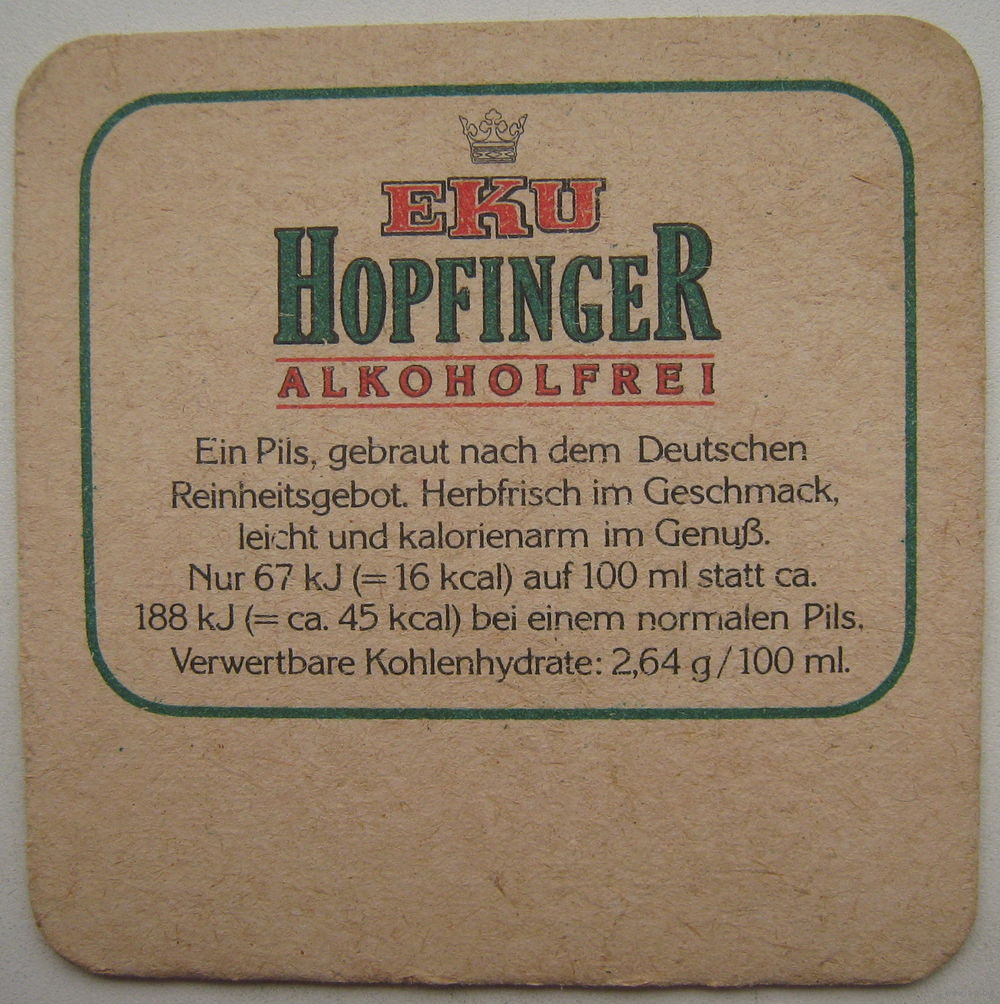 EKU
HOPFINGER
ALKOHOLFREI
Ein Pils, gebraut nach dem Deutschen
Reinheitsgebot. Herbfrisch im Geschmack,
leicht und kalorienarm im Genuß.
Nur 67 kJ (= 16 kcal) auf 100 ml statt ca.
188 kJ (= ca. 45 kcal) bei einem normalen Pils.
Verwertbare Kohlenhydrate: 2,64 g/100 ml.